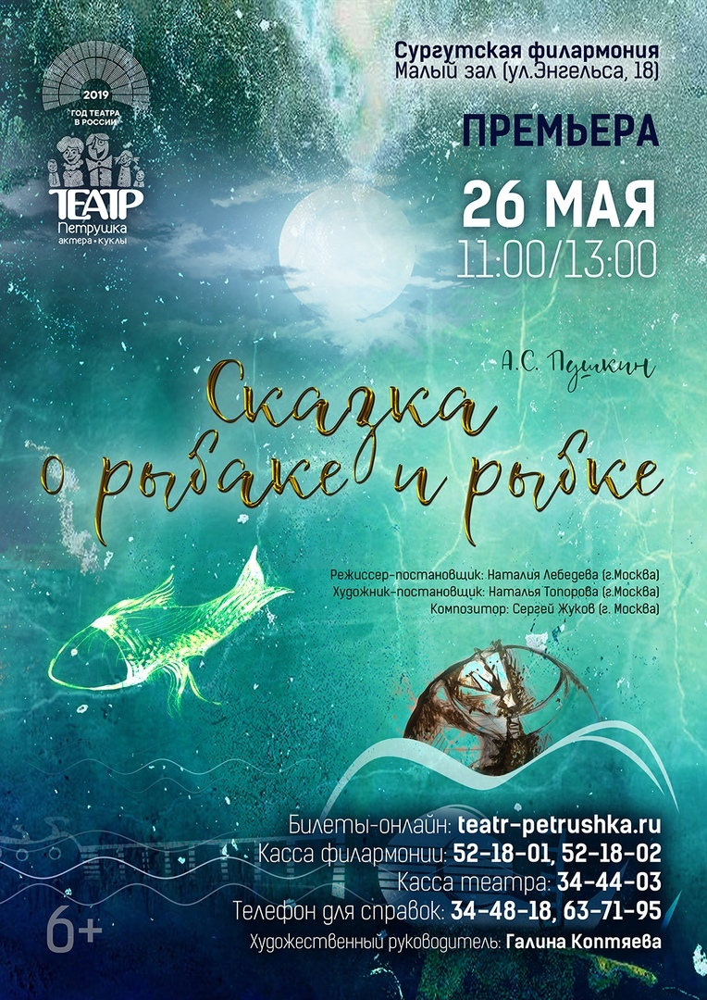 Сургутская филармония
Малый зал (ул.Энгельса, 18)
2019
ГОД ТЕАТРА
В РОССИИ
ПРЕМЬЕРА
ТЕАТР
Петрушка
актера • куклы
26 МАЯ
11:00/13:00
А.С. Пушкин
Сказка
о рыбаке и рыбке
Режиссер-постановщик: Наталия Лебедева (г.Москва)
Художник-постановщик: Наталья Топорова (г.Москва)
Композитор: Сергей Жуков (г. Москва)
Билеты-онлайн: teatr-petrushka.ru
Касса филармонии: 52-18-01, 52-18-02
Касса театра: 34-44-03
Телефон для справок: 34-48-18, 63-71-95
6+
Художественный руководитель: Галина Коптяева